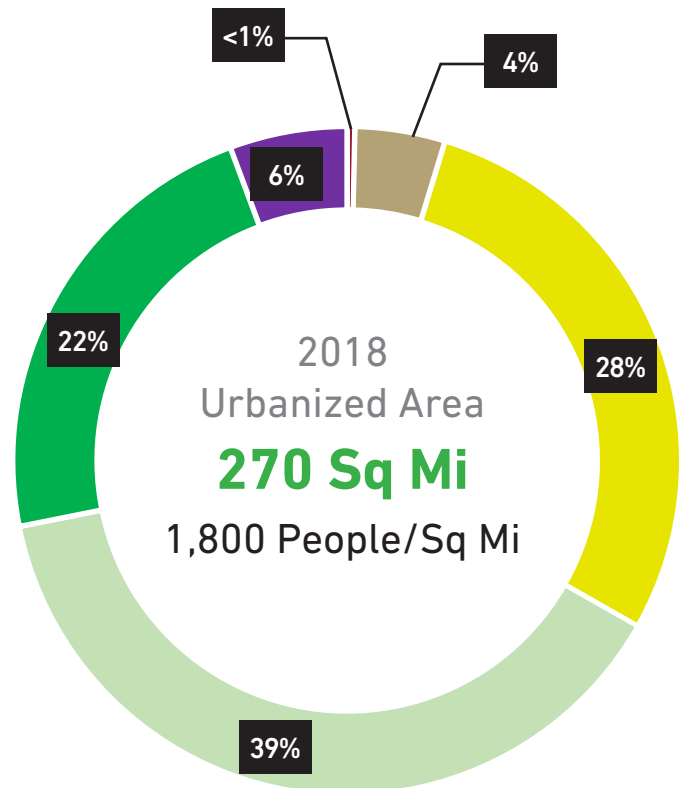 <1%
4%
6%
22%
28%
2018
Urbanized Area
270 Sq Mi
1,800 People/Sq Mi
39%